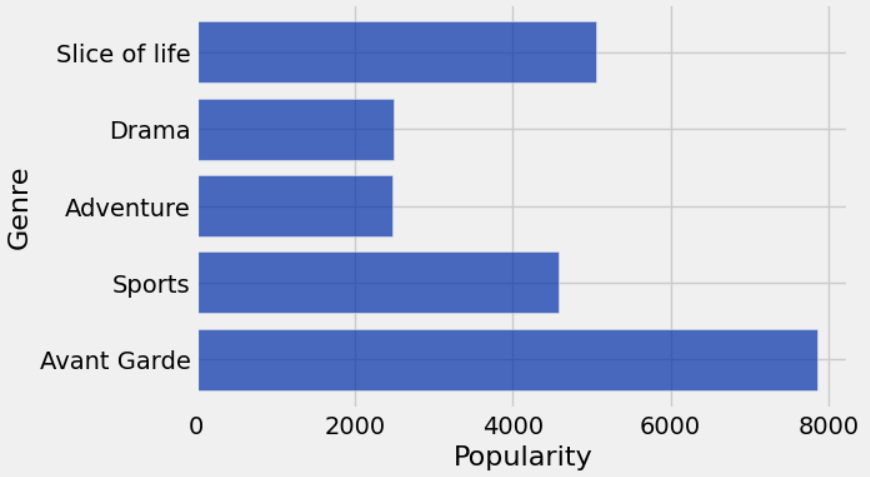 Slice of life
Drama
Adventure
Sports
Avant Garde
Genre
0 2000 4000 6000 8000
Popularity